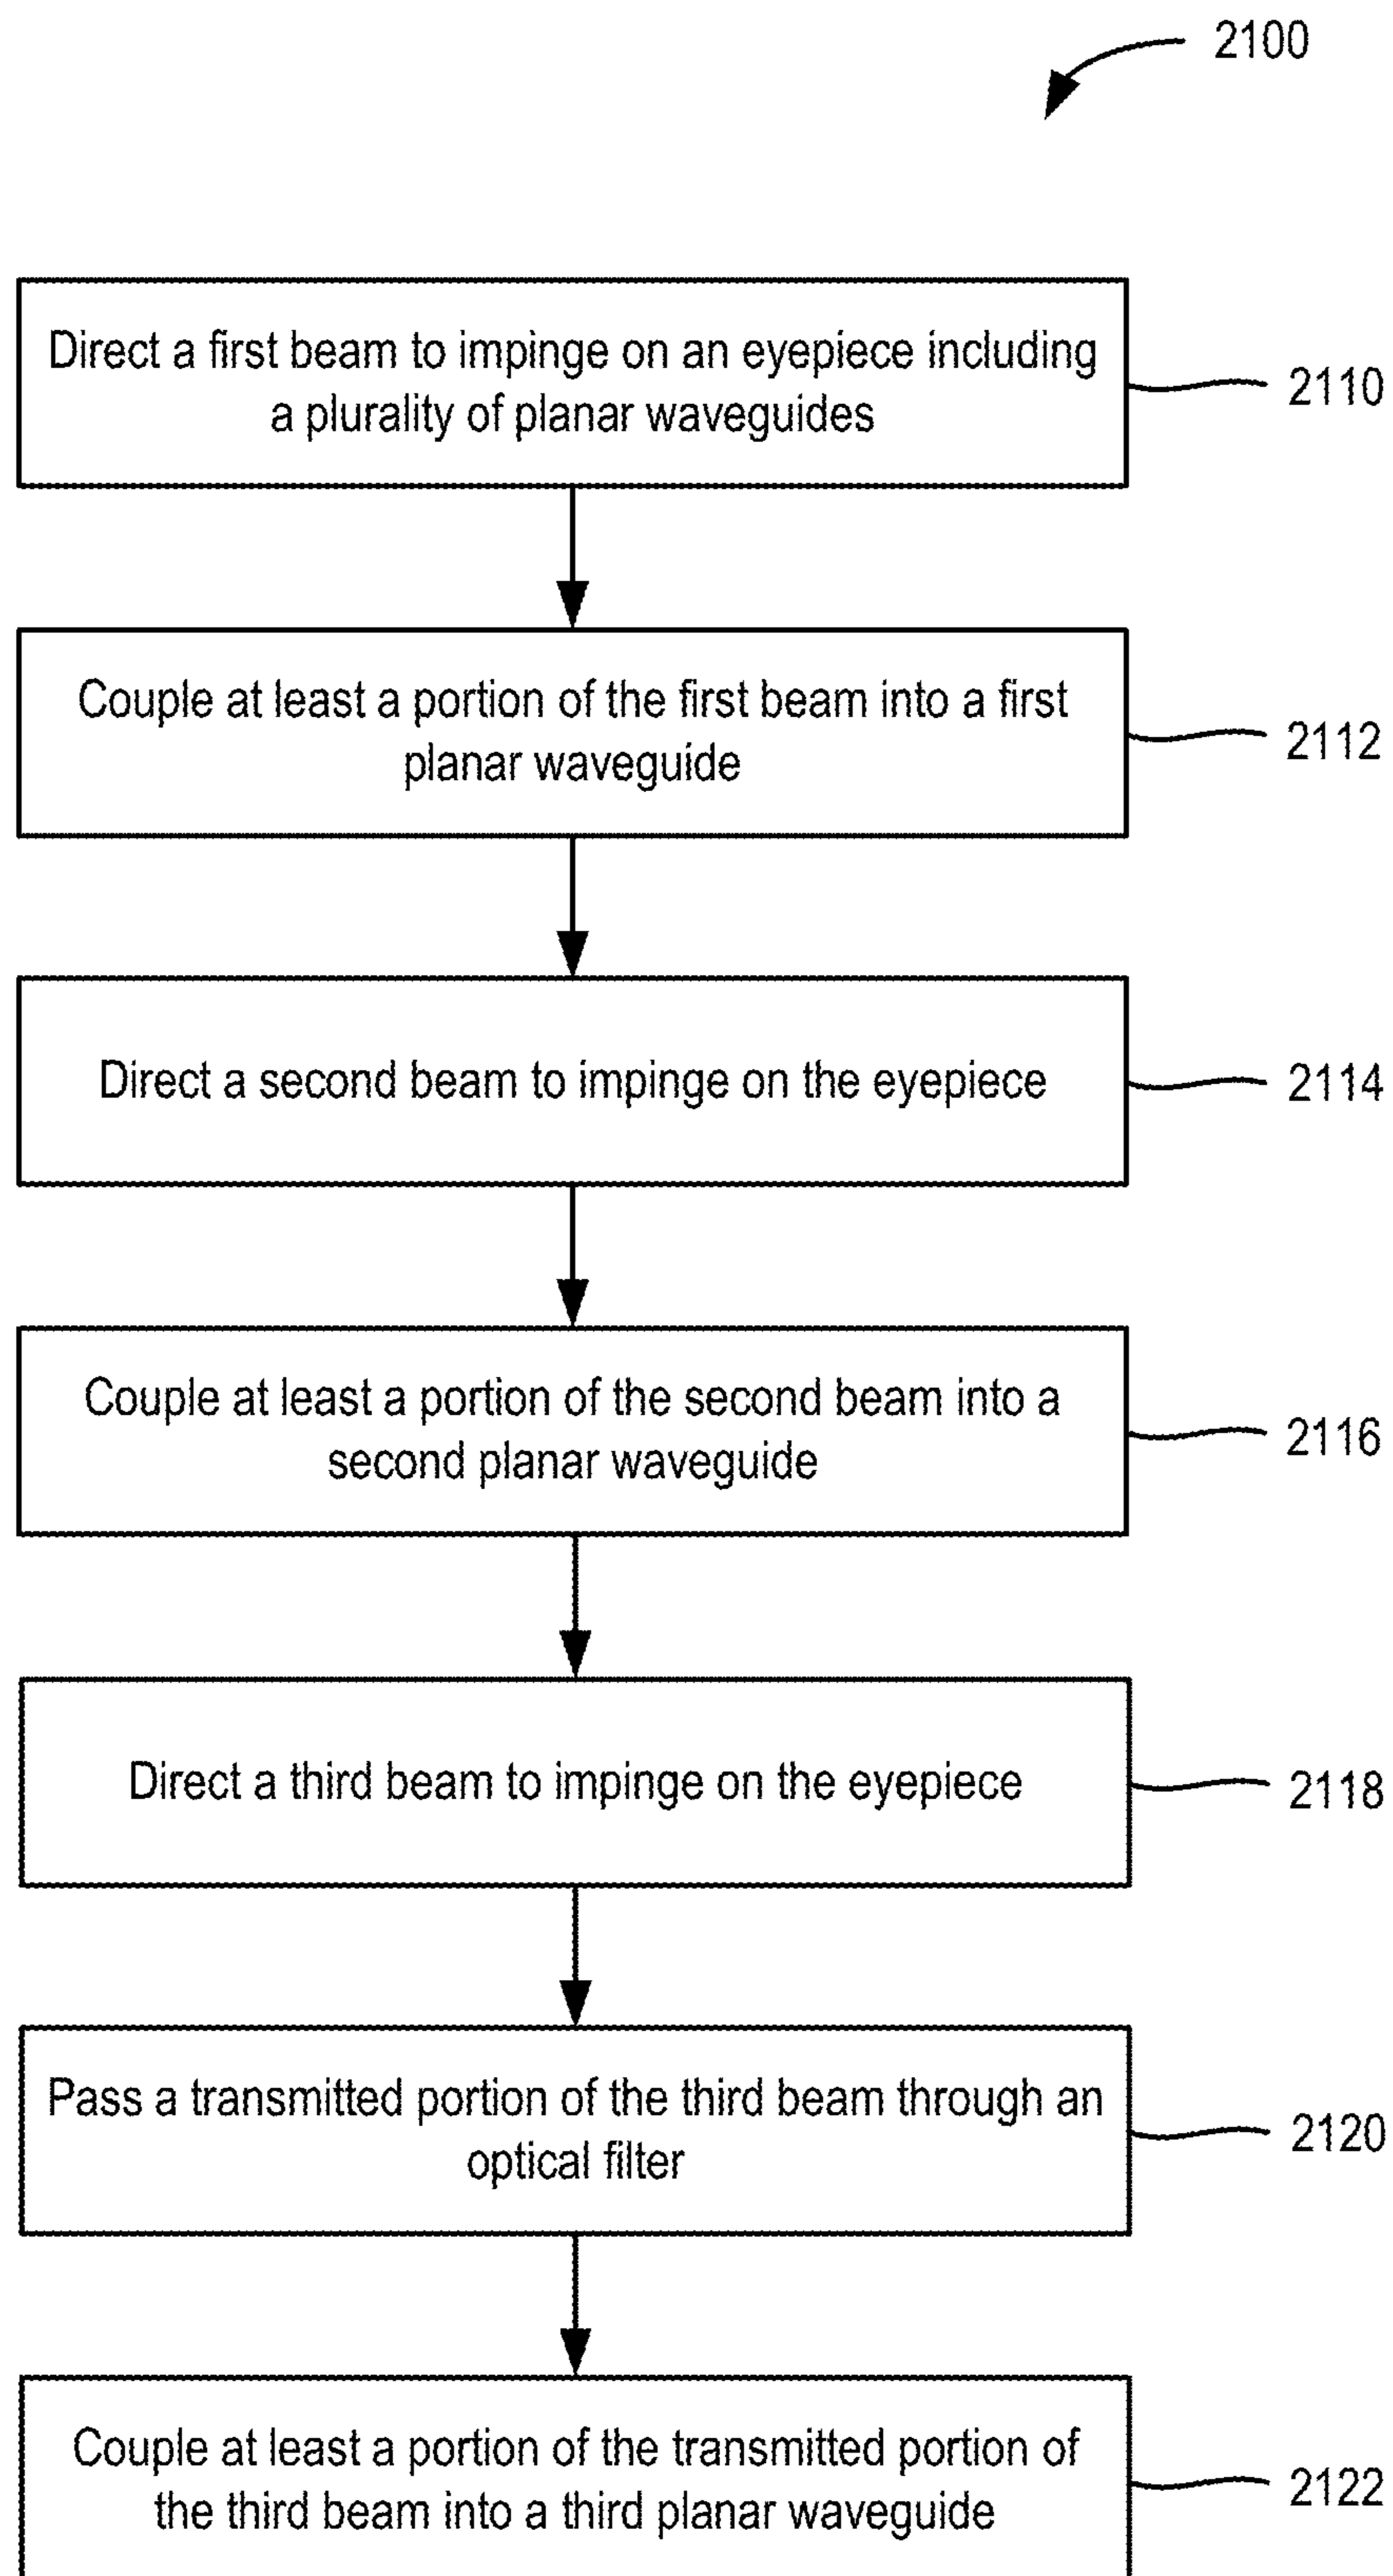 2100
Direct a first beam to impinge on an eyepiece including
a plurality of planar waveguides
2110
Couple at least a portion of the first beam into a first
planar waveguide
2112
Direct a second beam to impinge on the eyepiece
2114
Couple at least a portion of the second beam into a
second planar waveguide
2116
Direct a third beam to impinge on the eyepiece
2118
Pass a transmitted portion of the third beam through an
optical filter
2120
Couple at least a portion of the transmitted portion of
the third beam into a third planar waveguide
2122